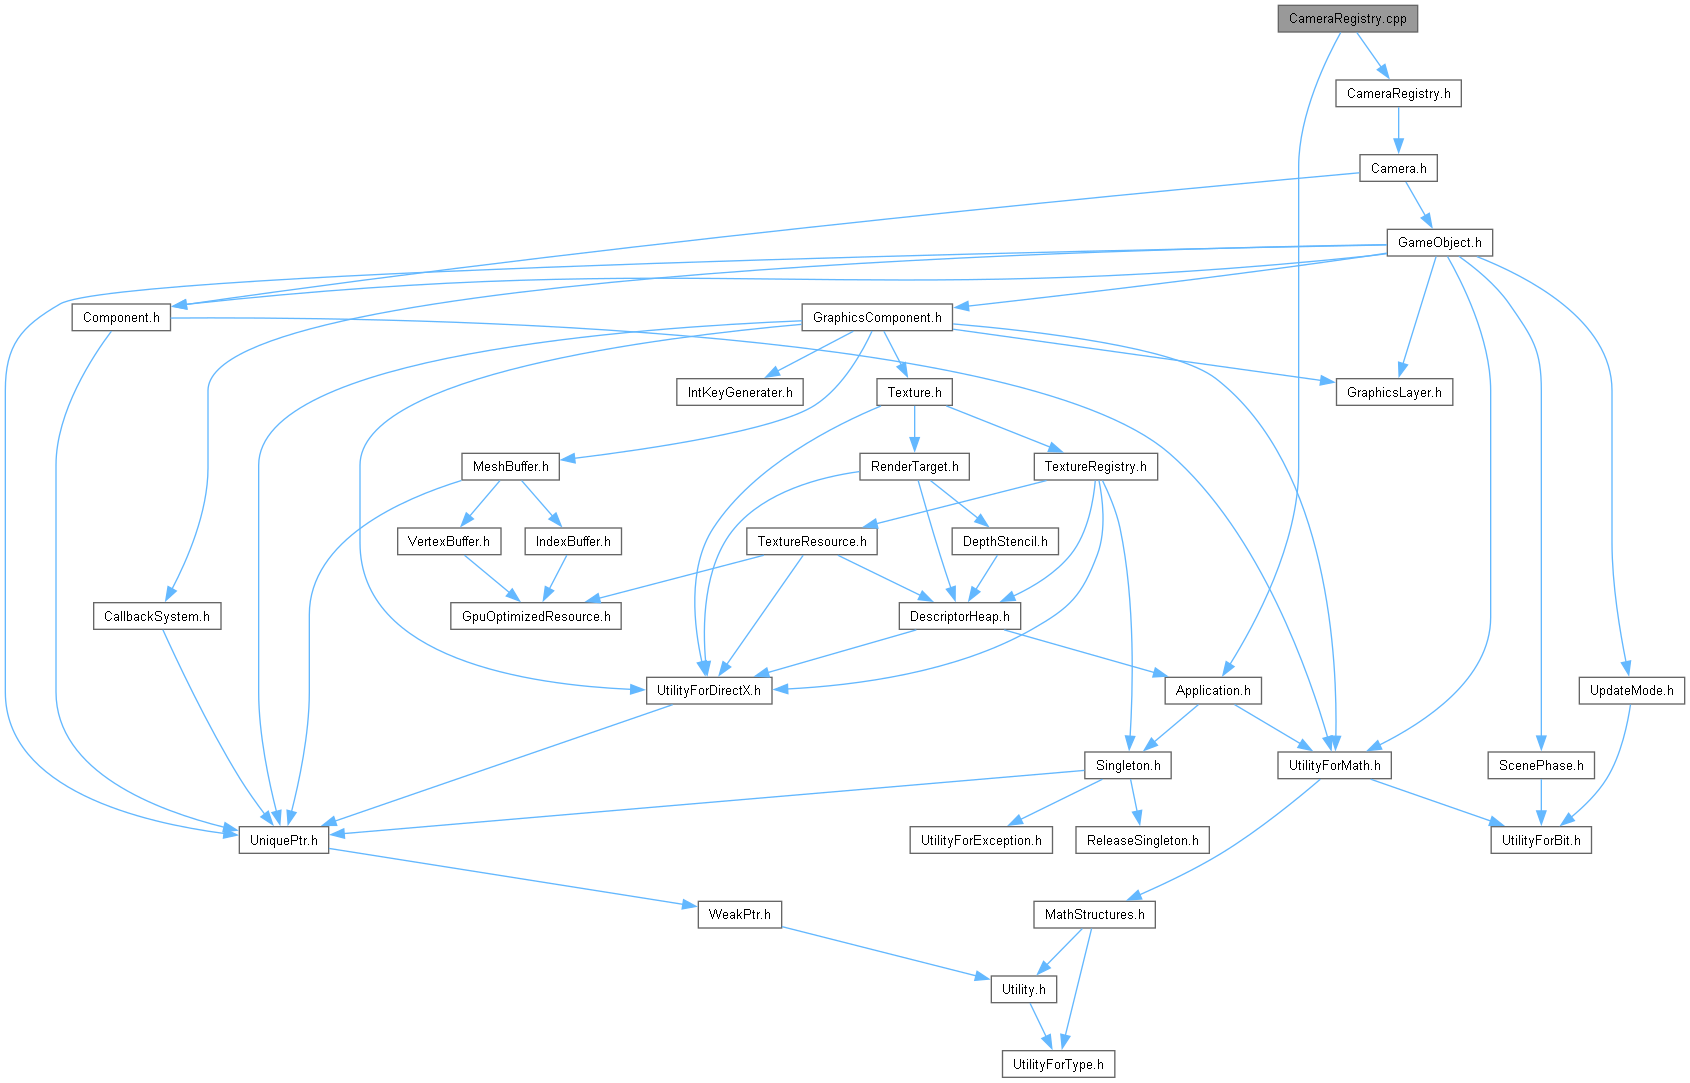 CameraRegistry.cpp
CameraRegistry.h
Camera.h
GameObject.h
Component.h
GraphicsComponent.h
IntKeyGenerater.h
Texture.h
GraphicsLayer.h
MeshBuffer.h
RenderTarget.h
TextureRegistry.h
VertexBuffer.h
IndexBuffer.h
TextureResource.h
DepthStencil.h
CallbackSystem.h
GpuOptimizedResource.h
DescriptorHeap.h
UtilityForDirectX.h
Application.h
UpdateMode.h
Singleton.h
UtilityForMath.h
ScenePhase.h
UniquePtr.h
UtilityForException.h
ReleaseSingleton.h
UtilityForBit.h
WeakPtr.h
MathStructures.h
Utility.h
UtilityForType.h